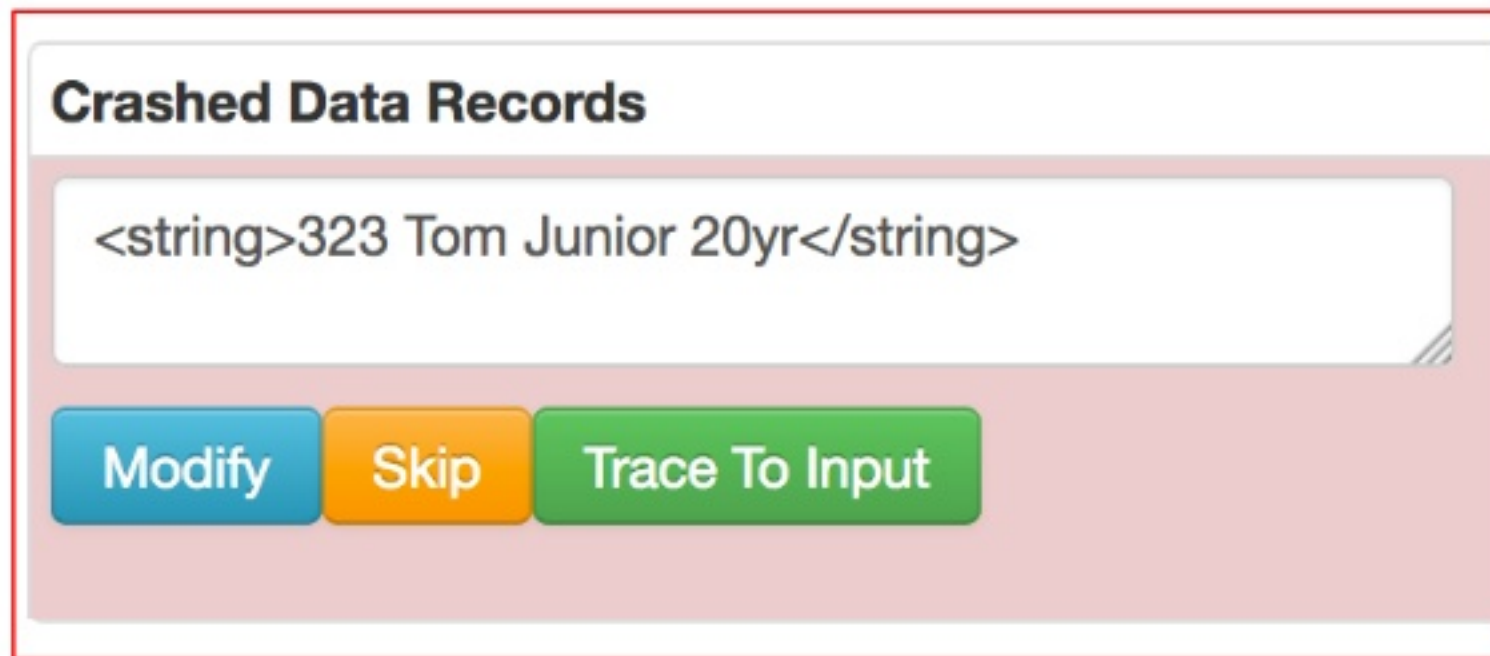 Crashed Data Records
<string>323 Tom Junior 20yr</string>
Modify Skip Trace To Input